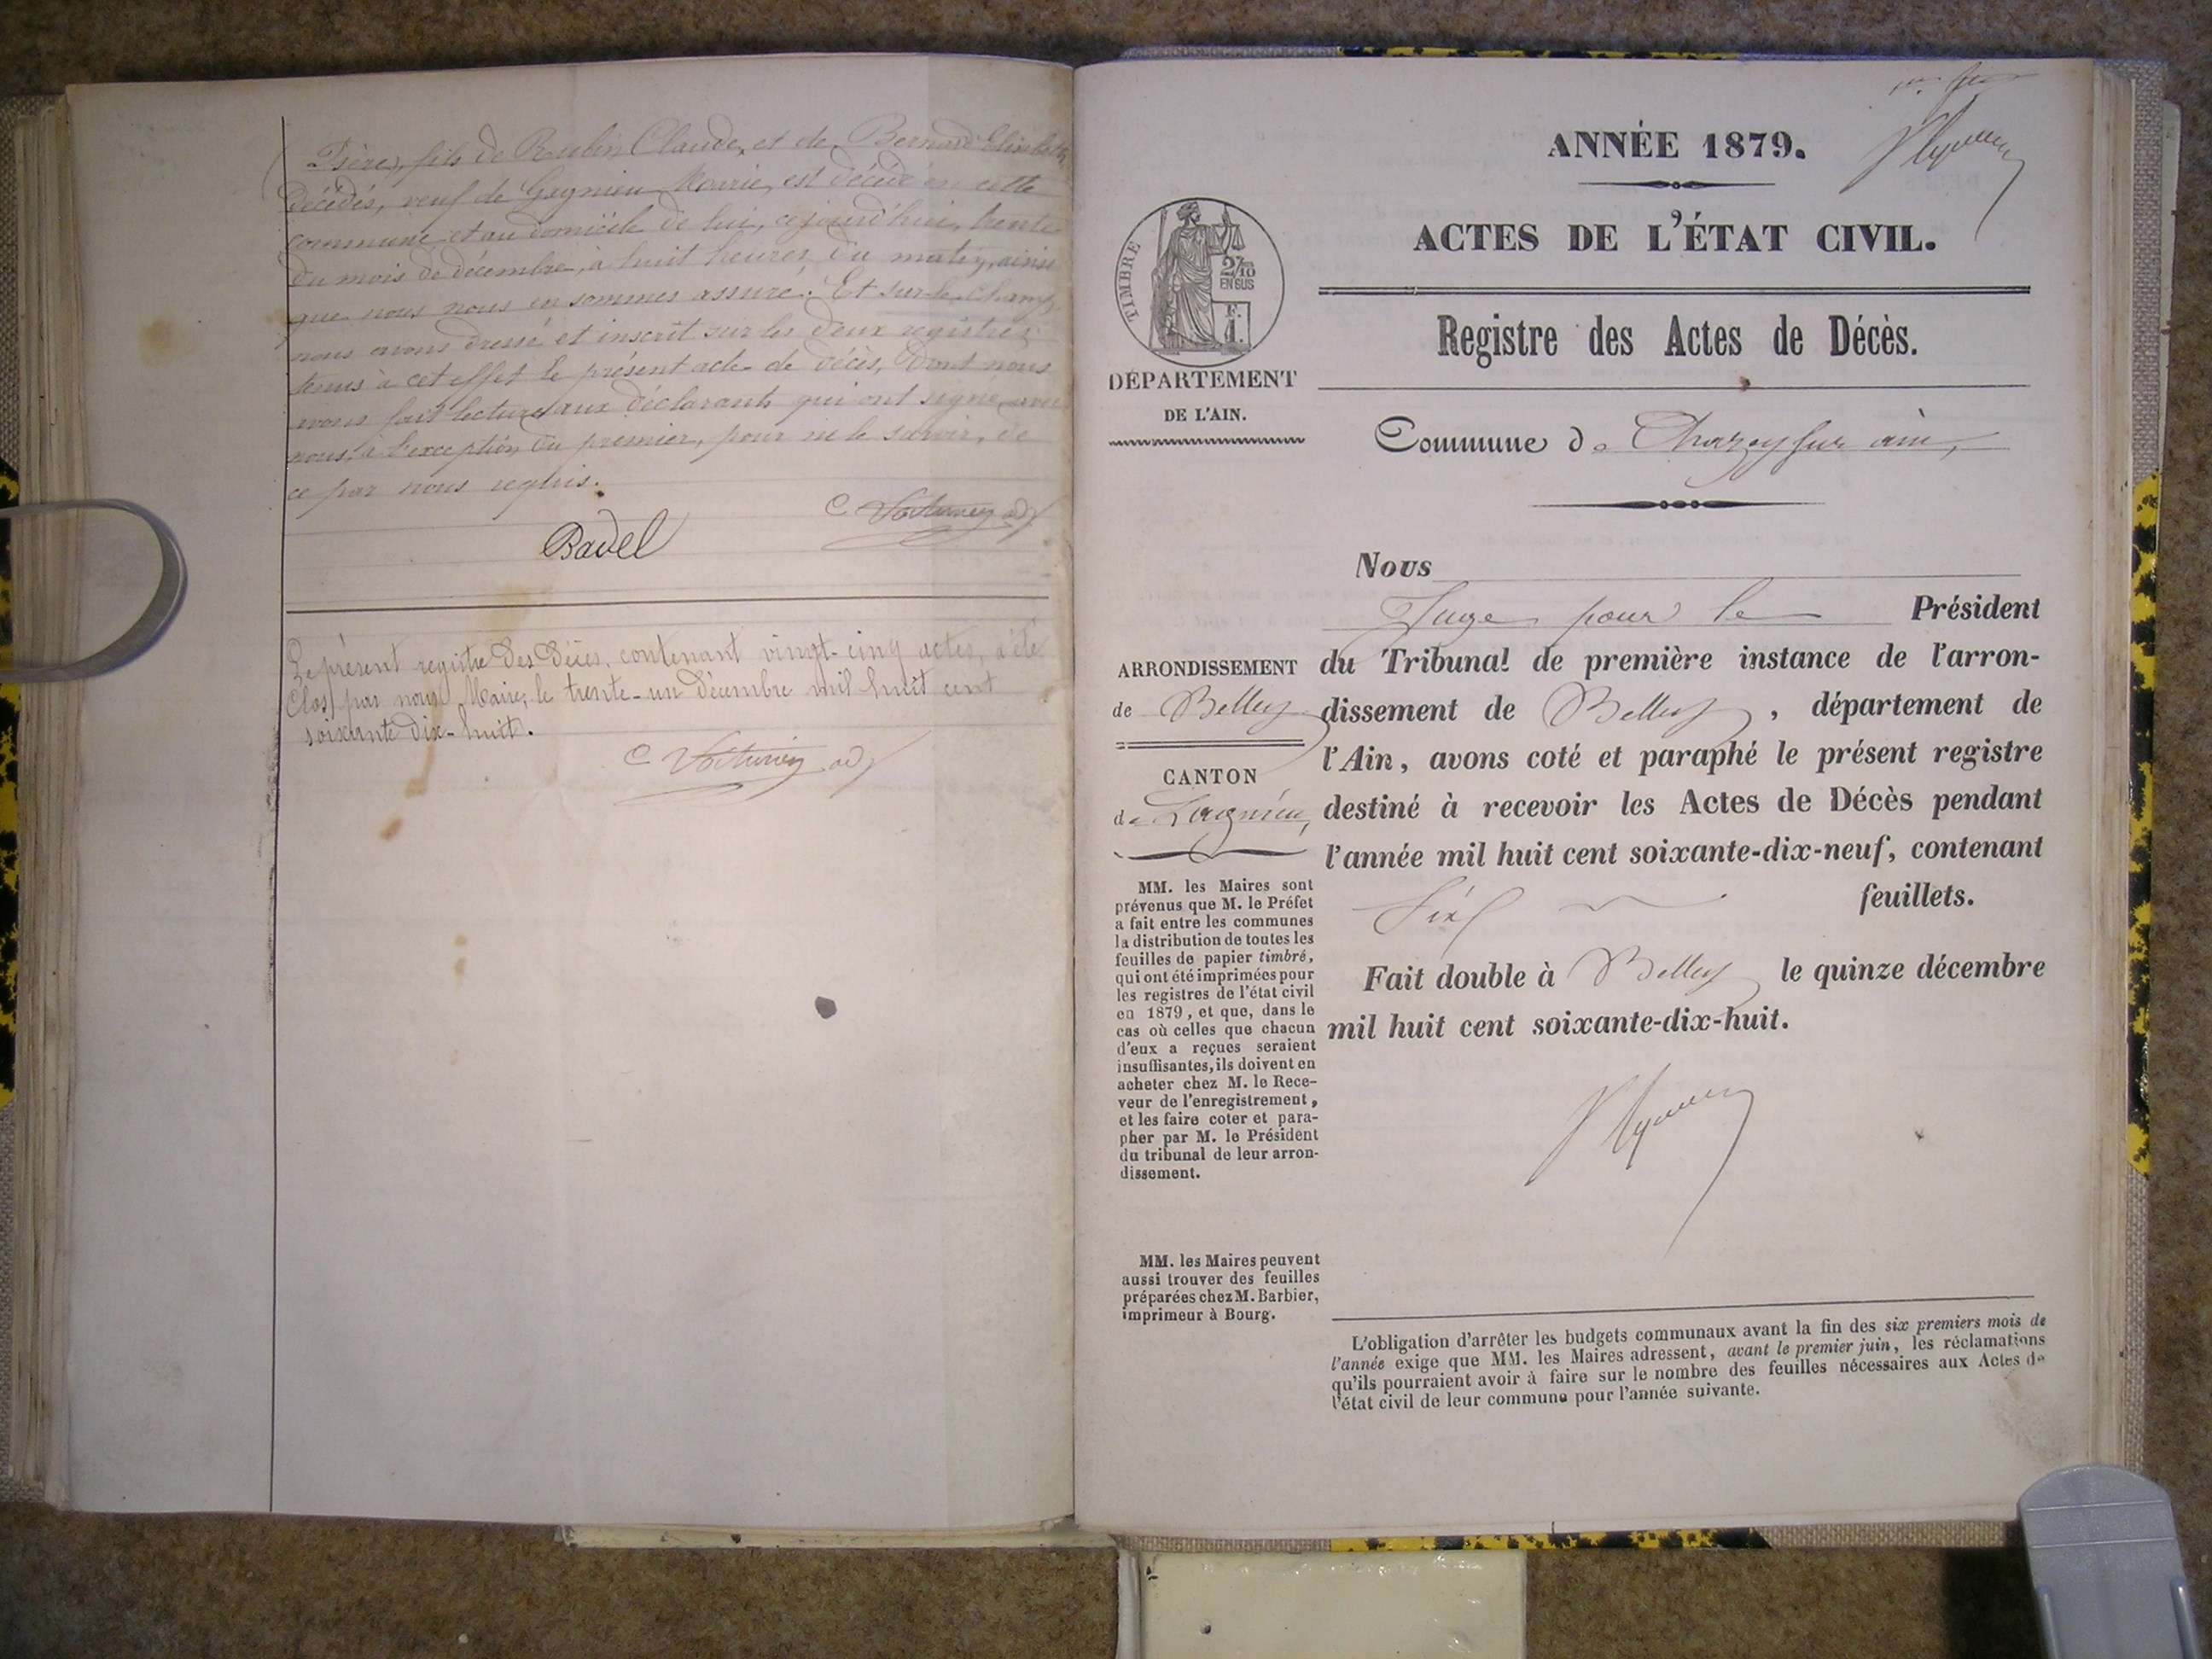 Isère), fils de Rubin Claude, et de Bernard Elisabeth
décédés, veuf de Gagnieu Marie, est décédé en cette
commune et au domicile de lui, cejourd'hui, trente
du mois de décembre, à huit heures du matin, ainsi
que nous nous en sommes assuré. Et sur le champ,
nous avons dressé et inscrit sur les deux registres
tenus à cet effet le présent acte de décès, dont nous
avons fait lecture aux déclarants qui ont signé avec
nous, à l'exception du premier, pour ne le savoir, de
ce par nous requis.
C Voiturier adj
Badel
Le présent registre des décès, contenant vingt-cinq actes, a été
Clos par nous Maire, le trente-un Décembre mil huit cent
soixante dix-huit.
C Voiturier adj
ANNÉE 1879.
ACTES DE L'ÉTAT CIVIL.
TIMBRE
2/10
EN SUS
F.
1.
Registre des Actes de Décès.
DÉPARTEMENT
DE L'AIN.
Commune de Chazey sur ain,
Nous
Juge pour le Président
du Tribunal de première instance de l'arron-
dissement de Belley, département de
l'Ain, avons coté et paraphé le présent registre
destiné à recevoir les Actes de Décès pendant
l'année mil huit cent soixante-dix-neuf, contenant
Six feuillets.
Fait double à Belley le quinze décembre
mil huit cent soixante-dix-huit.
ARRONDISSEMENT
de Belley
CANTON
de Lagnieu,
MM. les Maires sont
prévenus que M. le Préfet
a fait entre les communes
la distribution de toutes les
feuilles de papier timbré,
qui ont été imprimées pour
les registres de l'état civil
en 1879, et que, dans le
cas où celles que chacun
d'eux a reçues seraient
insuffisantes, ils doivent en
acheter chez M. le Rece-
veur de l'enregistrement,
et les faire coter et para-
pher par M. le Président
du tribunal de leur arron-
dissement.
MM. les Maires peuvent
aussi trouver des feuilles
préparées chez M. Barbier,
imprimeur à Bourg.
L'obligation d'arrêter les budgets communaux avant la fin des six premiers mois de
l'année exige que MM. les Maires adressent, avant le premier juin, les réclamations
qu'ils pourraient avoir à faire sur le nombre des feuilles nécessaires aux Actes de
l'état civil de leur commune pour l'année suivante.